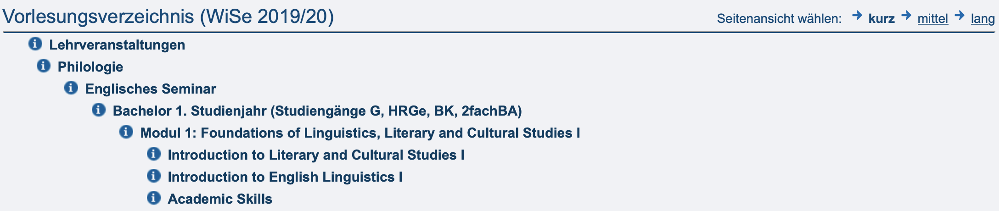 Vorlesungsverzeichnis (WiSe 2019/20) Seitenansicht wählen: kurz mittel lang
Lehrveranstaltungen
Philologie
Englisches Seminar
Bachelor 1. Studienjahr (Studiengänge G, HRGe, BK, 2fachBA)
Modul 1: Foundations of Linguistics, Literary and Cultural Studies I
Introduction to Literary and Cultural Studies I
Introduction to English Linguistics I
Academic Skills